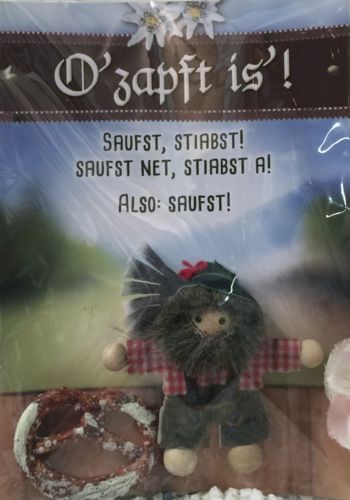 O'zapft is'!
SAUFST, STIABST!
SAUFST NET, STIABST A!
ALSO: SAUFST!